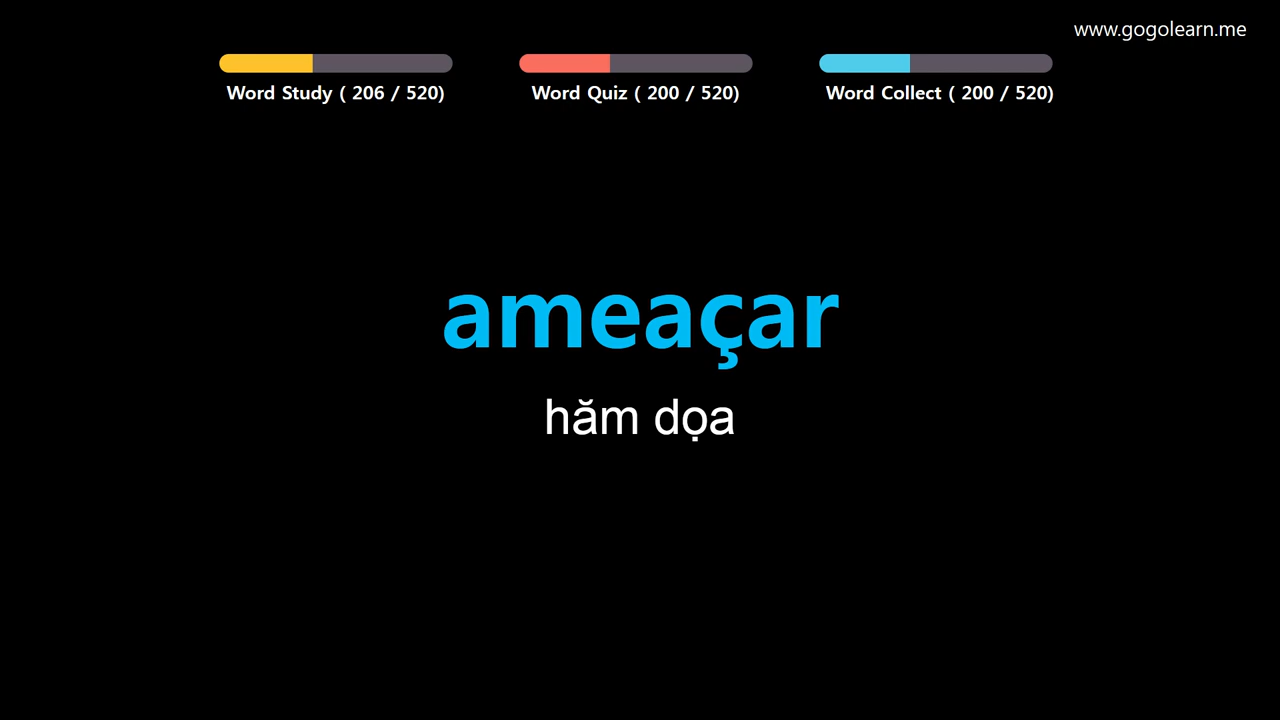 www.gogolearn.me
Word Study ( 206 / 520)
Word Quiz ( 200 / 520)
Word Collect ( 200 / 520)
ameaçar
hăm dọa